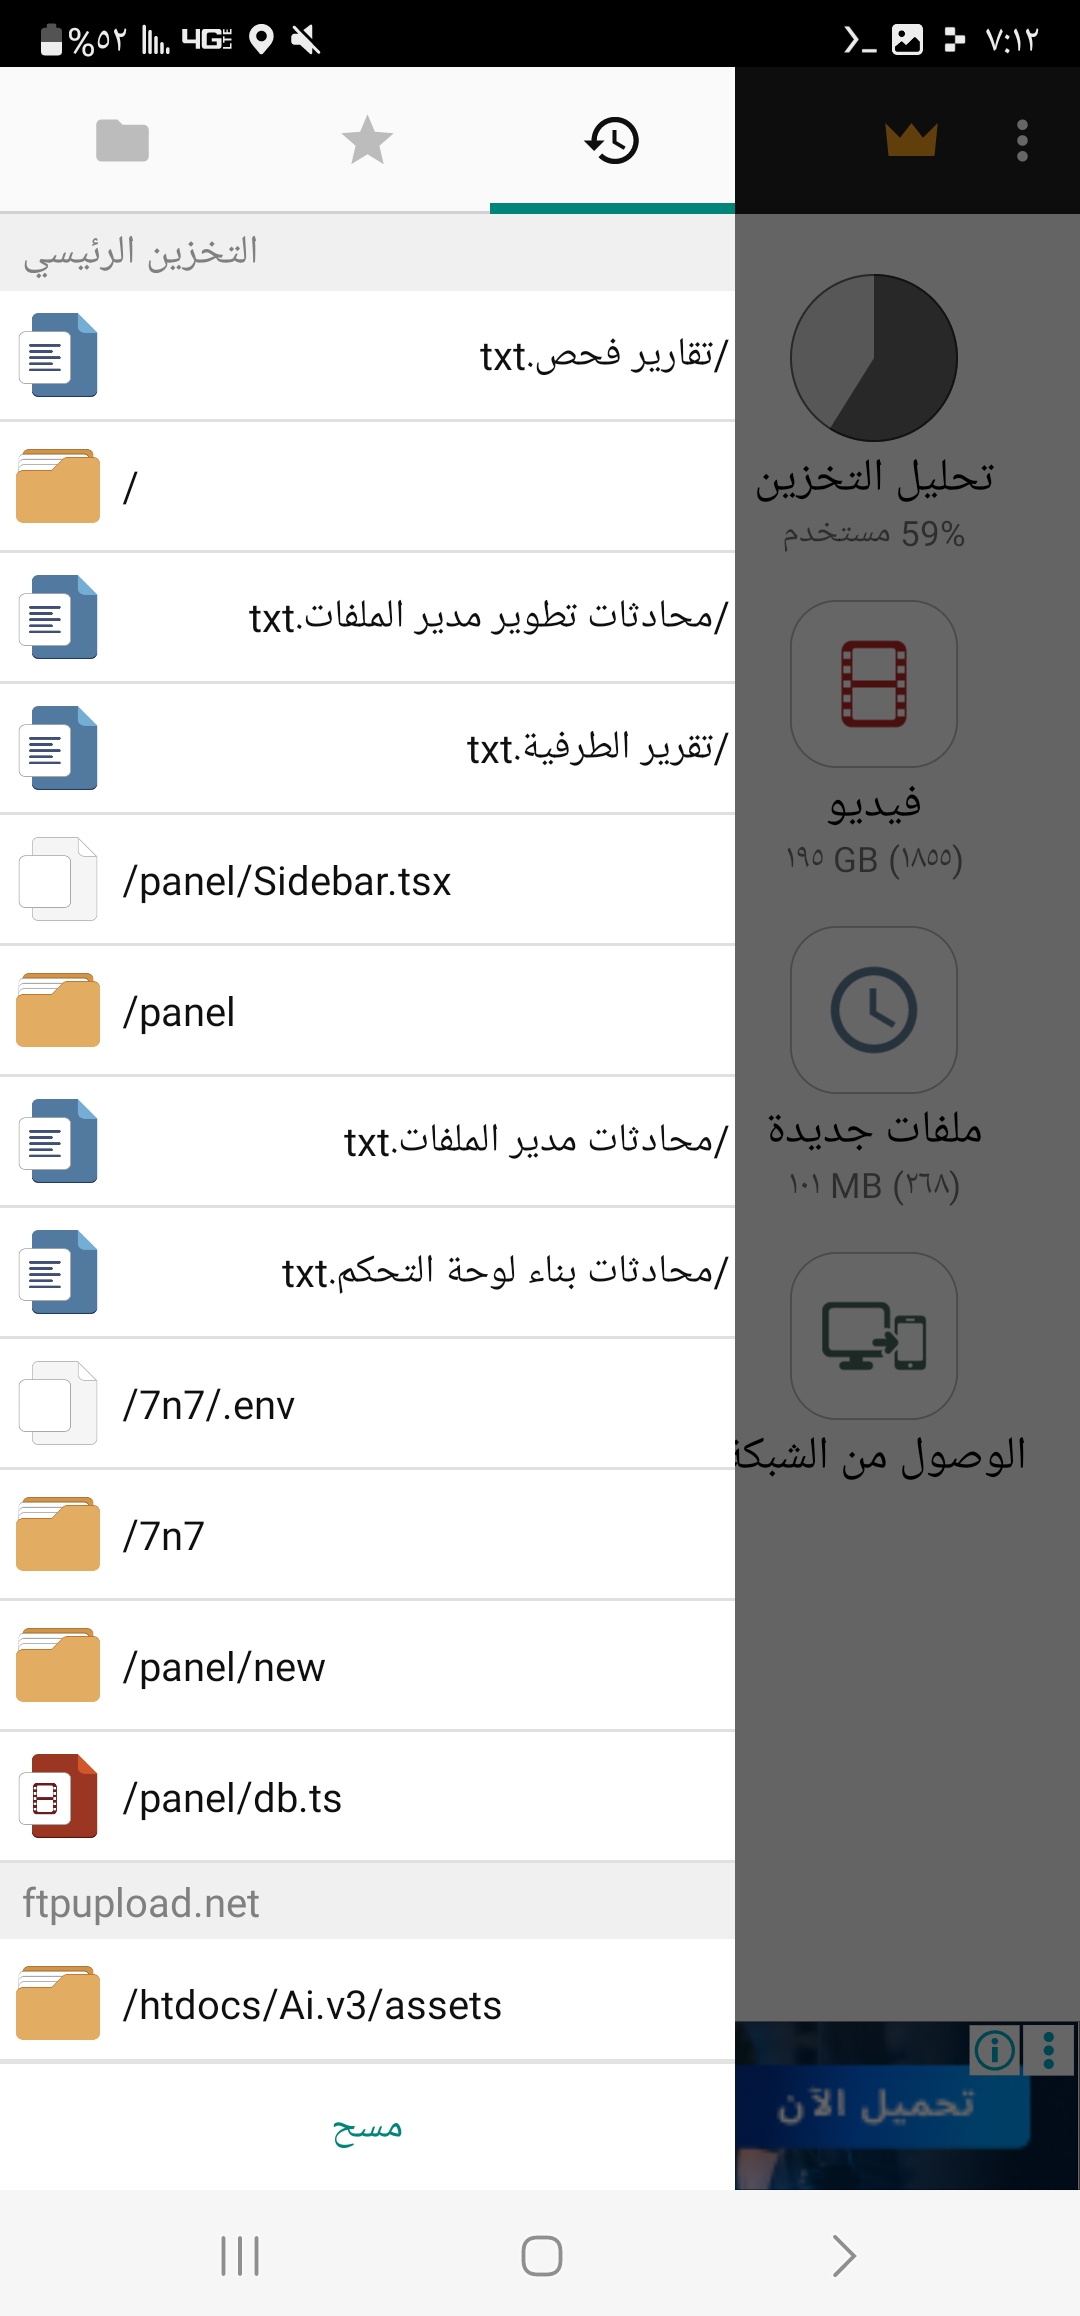 %٥٢ 4G LTE ٧:١٢
التخزين الرئيسي
/تقارير فحص.txt
/
/محادثات تطوير مدير الملفات.txt
/تقرير الطرفية.txt
/panel/Sidebar.tsx
/panel
/محادثات مدير الملفات.txt
/محادثات بناء لوحة التحكم.txt
/7n7/.env
/7n7
/panel/new
/panel/db.ts
ftpupload.net
/htdocs/Ai.v3/assets
مسح
تحليل التخزين
59% مستخدم
فيديو
١٩٥ GB (١٨٥٥)
ملفات جديدة
١٠١ MB (٢٦٨)
الوصول من الشبكة
تحميل الآن